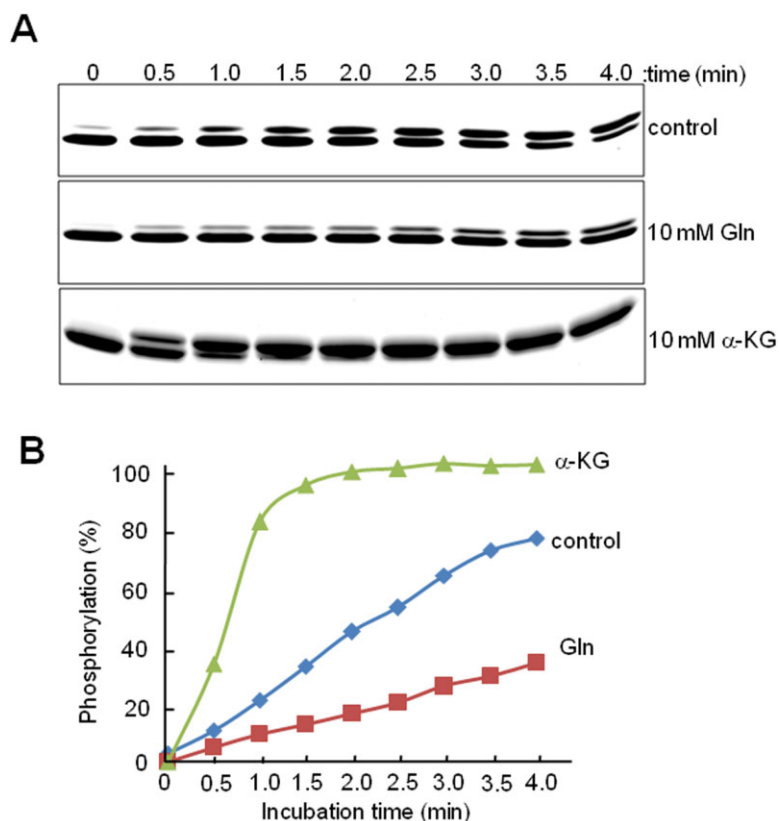 A
0 0.5 1.0 1.5 2.0 2.5 3.0 3.5 4.0 time (min)
control
10 mM Gln
10 mM α-KG
B
α-KG
control
Gln
Phosphorylation (%)
100
80
60
40
20
0
0 0.5 1.0 1.5 2.0 2.5 3.0 3.5 4.0
Incubation time (min)